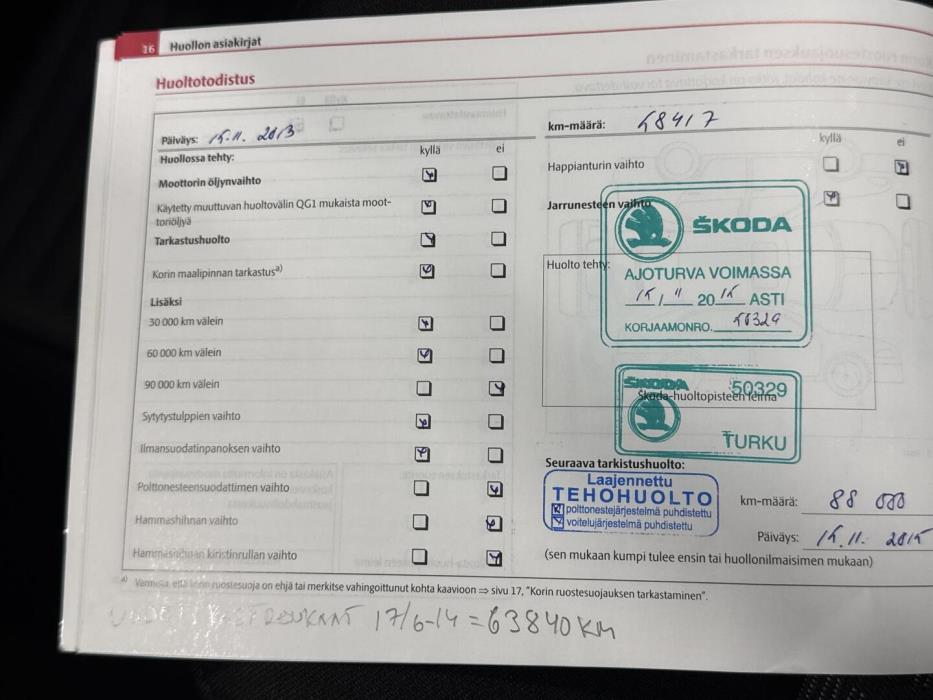 16 Huollon asiakirjat
Huoltotodistus
Päiväys: 15.11. 2013
Huollossa tehty: kyllä ei
Moottorin öljynvaihto
Käytetty muuttuvan huoltovälin QG1 mukaista moot-
toriöljyä
Tarkastushuolto
Korin maalipinnan tarkastus a)
Lisäksi
30 000 km välein
60 000 km välein
90 000 km välein
Sytytystulppien vaihto
Ilmansuodatinpanoksen vaihto
Polttonesteensuodattimen vaihto
Hammashihnan vaihto
Hammashihnan kiristinrullan vaihto
km-määrä: 58417
kyllä ei
Happianturin vaihto
Jarrunesteen vaihto
ŠKODA
Huolto tehty:
AJOTURVA VOIMASSA
15 / 11 2015 ASTI
KORJAAMONRO. 50329
ŠKODA 50329
Škoda-huoltopisteen leima
TURKU
Seuraava tarkistushuolto:
Laajennettu
TEHOHUOLTO
polttonestejärjestelmä puhdistettu
voitelujärjestelmä puhdistettu
km-määrä: 88 000
Päiväys: 15.11. 2015
(sen mukaan kumpi tulee ensin tai huollonilmaisimen mukaan)
a) Varmista, että korin ruostesuoja on ehjä tai merkitse vahingoittunut kohta kaavioon ⇒ sivu 17, "Korin ruostesuojauksen tarkastaminen".
17/6-14 = 63840 KM